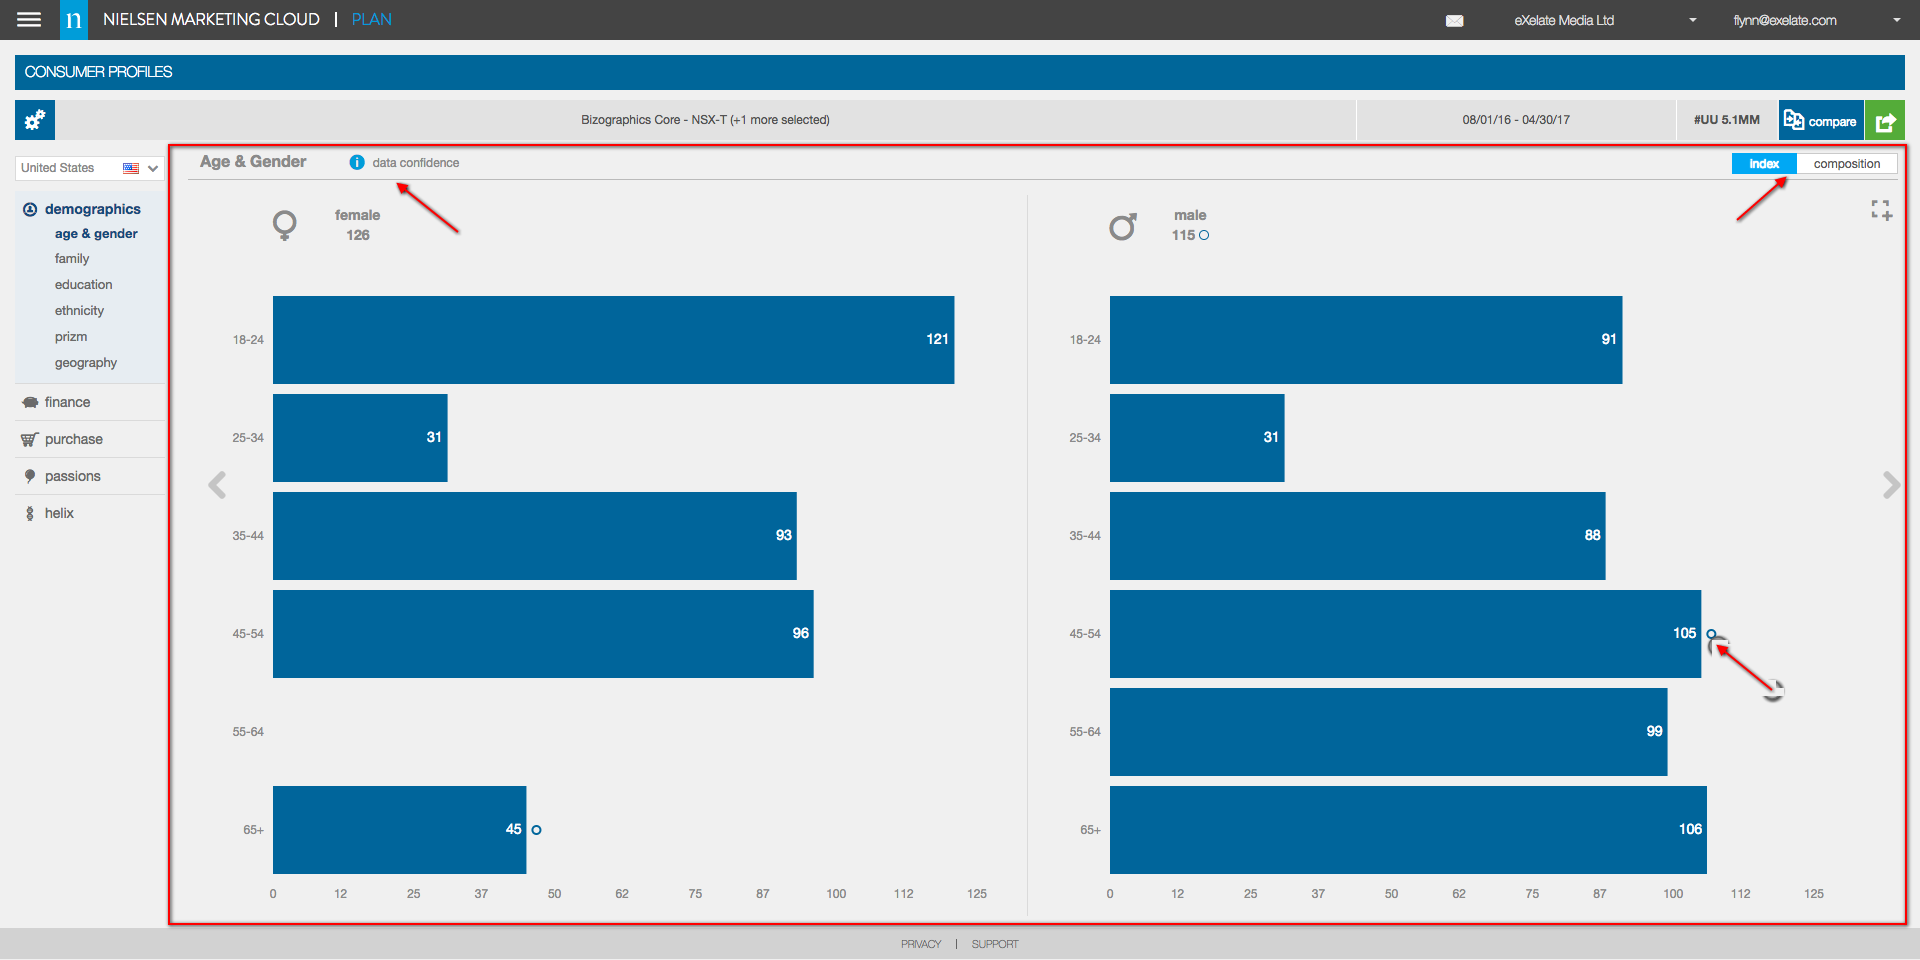 n NIELSEN MARKETING CLOUD | PLAN
eXelate Media Ltd
flynn@exelate.com
CONSUMER PROFILES
Bizographics Core - NSX-T (+1 more selected)
08/01/16 - 04/30/17
#UU 5.1MM
compare
United States
demographics
age & gender
family
education
ethnicity
prizm
geography
finance
purchase
passions
helix
Age & Gender
i data confidence
index
composition
female
126
18-24
121
25-34
31
35-44
93
45-54
96
55-64
65+
45
0 12 25 37 50 62 75 87 100 112 125
male
115
18-24
91
25-34
31
35-44
88
45-54
105
55-64
99
65+
106
0 12 25 37 50 62 75 87 100 112 125
PRIVACY | SUPPORT